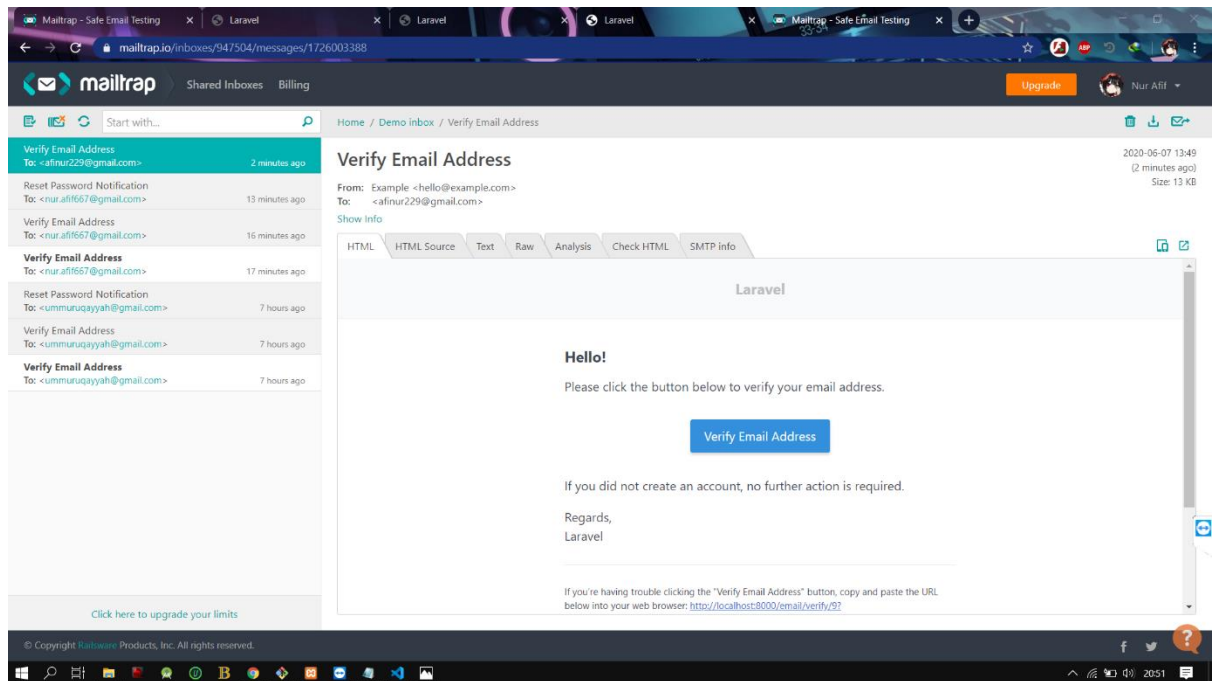 Mailtrap - Safe Email Testing
Laravel
Laravel
Laravel
Mailtrap - Safe Email Testing
33-34
mailtrap.io/inboxes/947504/messages/1726003388
ABP
mailtrap
Shared Inboxes
Billing
Upgrade
Nur Afif
Start with...
Home / Demo inbox / Verify Email Address
Verify Email Address
To: <afinur229@gmail.com>
2 minutes ago
Reset Password Notification
To: <nur.afif667@gmail.com>
13 minutes ago
Verify Email Address
To: <nur.afif667@gmail.com>
16 minutes ago
Verify Email Address
To: <nur.afif667@gmail.com>
17 minutes ago
Reset Password Notification
To: <ummuruqayyah@gmail.com>
7 hours ago
Verify Email Address
To: <ummuruqayyah@gmail.com>
7 hours ago
Verify Email Address
To: <ummuruqayyah@gmail.com>
7 hours ago
Click here to upgrade your limits
Verify Email Address
2020-06-07 13:49
(2 minutes ago)
Size: 13 KB
From: Example <hello@example.com>
To: <afinur229@gmail.com>
Show Info
HTML
HTML Source
Text
Raw
Analysis
Check HTML
SMTP info
Laravel
Hello!
Please click the button below to verify your email address.
Verify Email Address
If you did not create an account, no further action is required.
Regards,
Laravel
If you're having trouble clicking the "Verify Email Address" button, copy and paste the URL
below into your web browser: http://localhost:8000/email/verify/9?
© Copyright Railsware Products, Inc. All rights reserved.
20:51